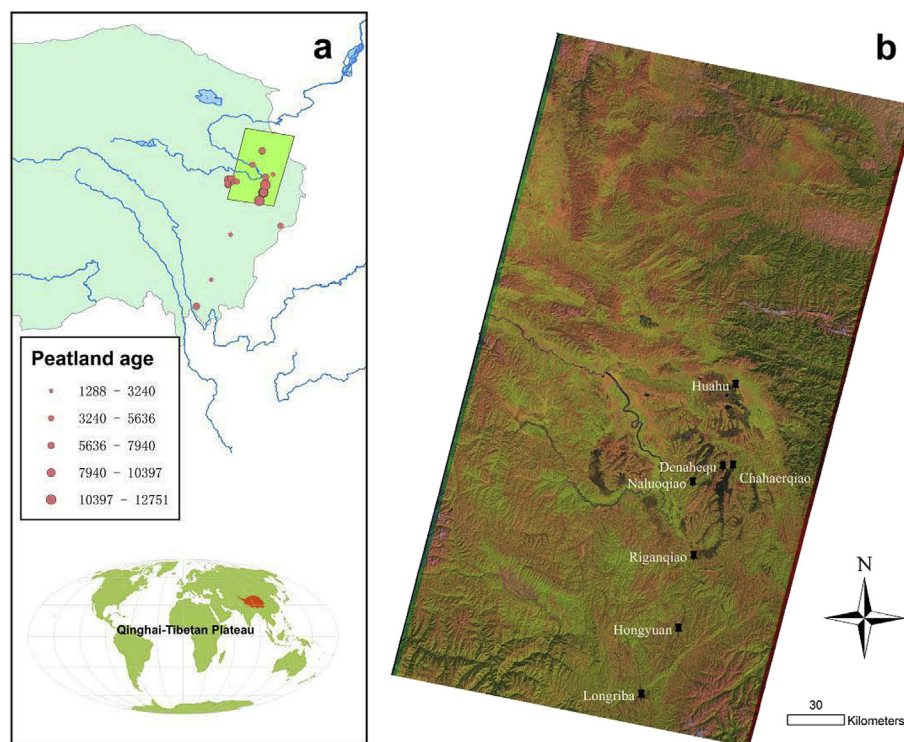 a
Peatland age
1288 - 3240
3240 - 5636
5636 - 7940
7940 - 10397
10397 - 12751
Qinghai-Tibetan Plateau
b
Huahu
Denahequ
Chahaerqiao
Naluoqiao
Riganqiao
Hongyuan
Longriba
N
30
Kilometers